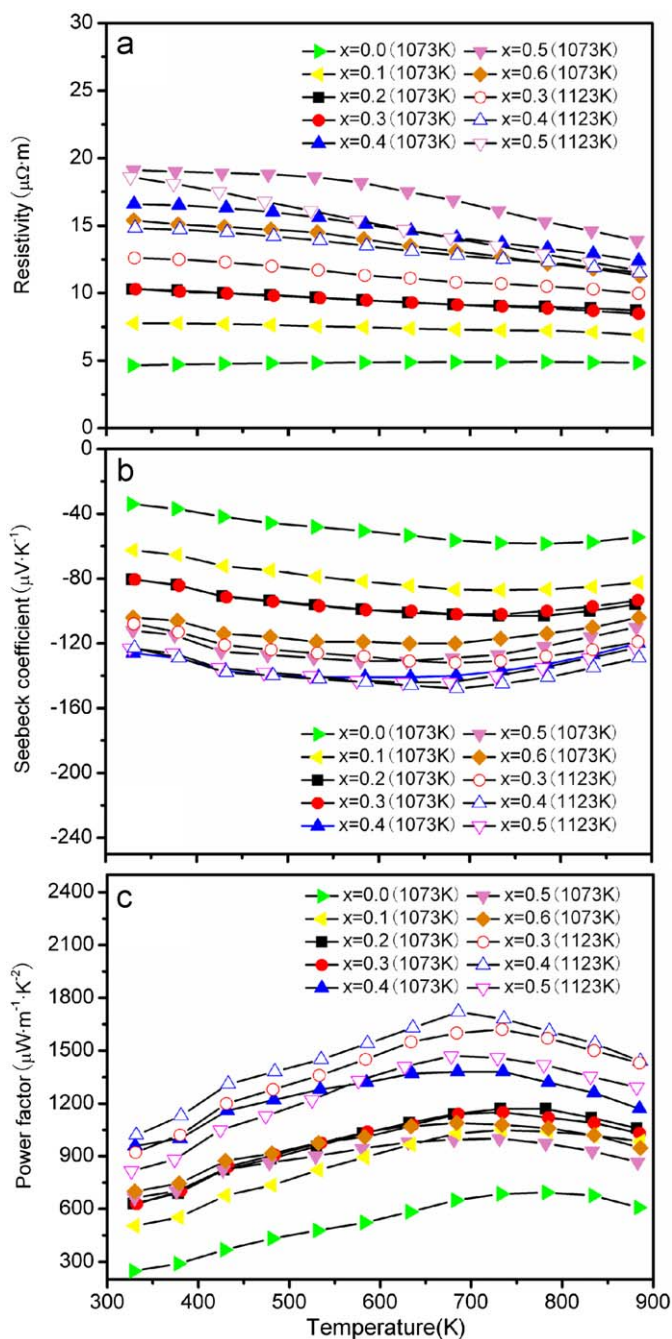 a
x=0.0(1073K) x=0.5(1073K)
x=0.1(1073K) x=0.6(1073K)
x=0.2(1073K) x=0.3(1123K)
x=0.3(1073K) x=0.4(1123K)
x=0.4(1073K) x=0.5(1123K)
30
25
20
15
10
5
0
Resistivity(μΩ·m)
b
0
-40
-80
-120
-160
-200
-240
Seebeck coefficient(μV·K⁻¹)
x=0.0(1073K) x=0.5(1073K)
x=0.1(1073K) x=0.6(1073K)
x=0.2(1073K) x=0.3(1123K)
x=0.3(1073K) x=0.4(1123K)
x=0.4(1073K) x=0.5(1123K)
c
x=0.0(1073K) x=0.5(1073K)
x=0.1(1073K) x=0.6(1073K)
x=0.2(1073K) x=0.3(1123K)
x=0.3(1073K) x=0.4(1123K)
x=0.4(1073K) x=0.5(1123K)
2400
2100
1800
1500
1200
900
600
300
Power factor(μW·m⁻¹·K⁻²)
300 400 500 600 700 800 900
Temperature(K)